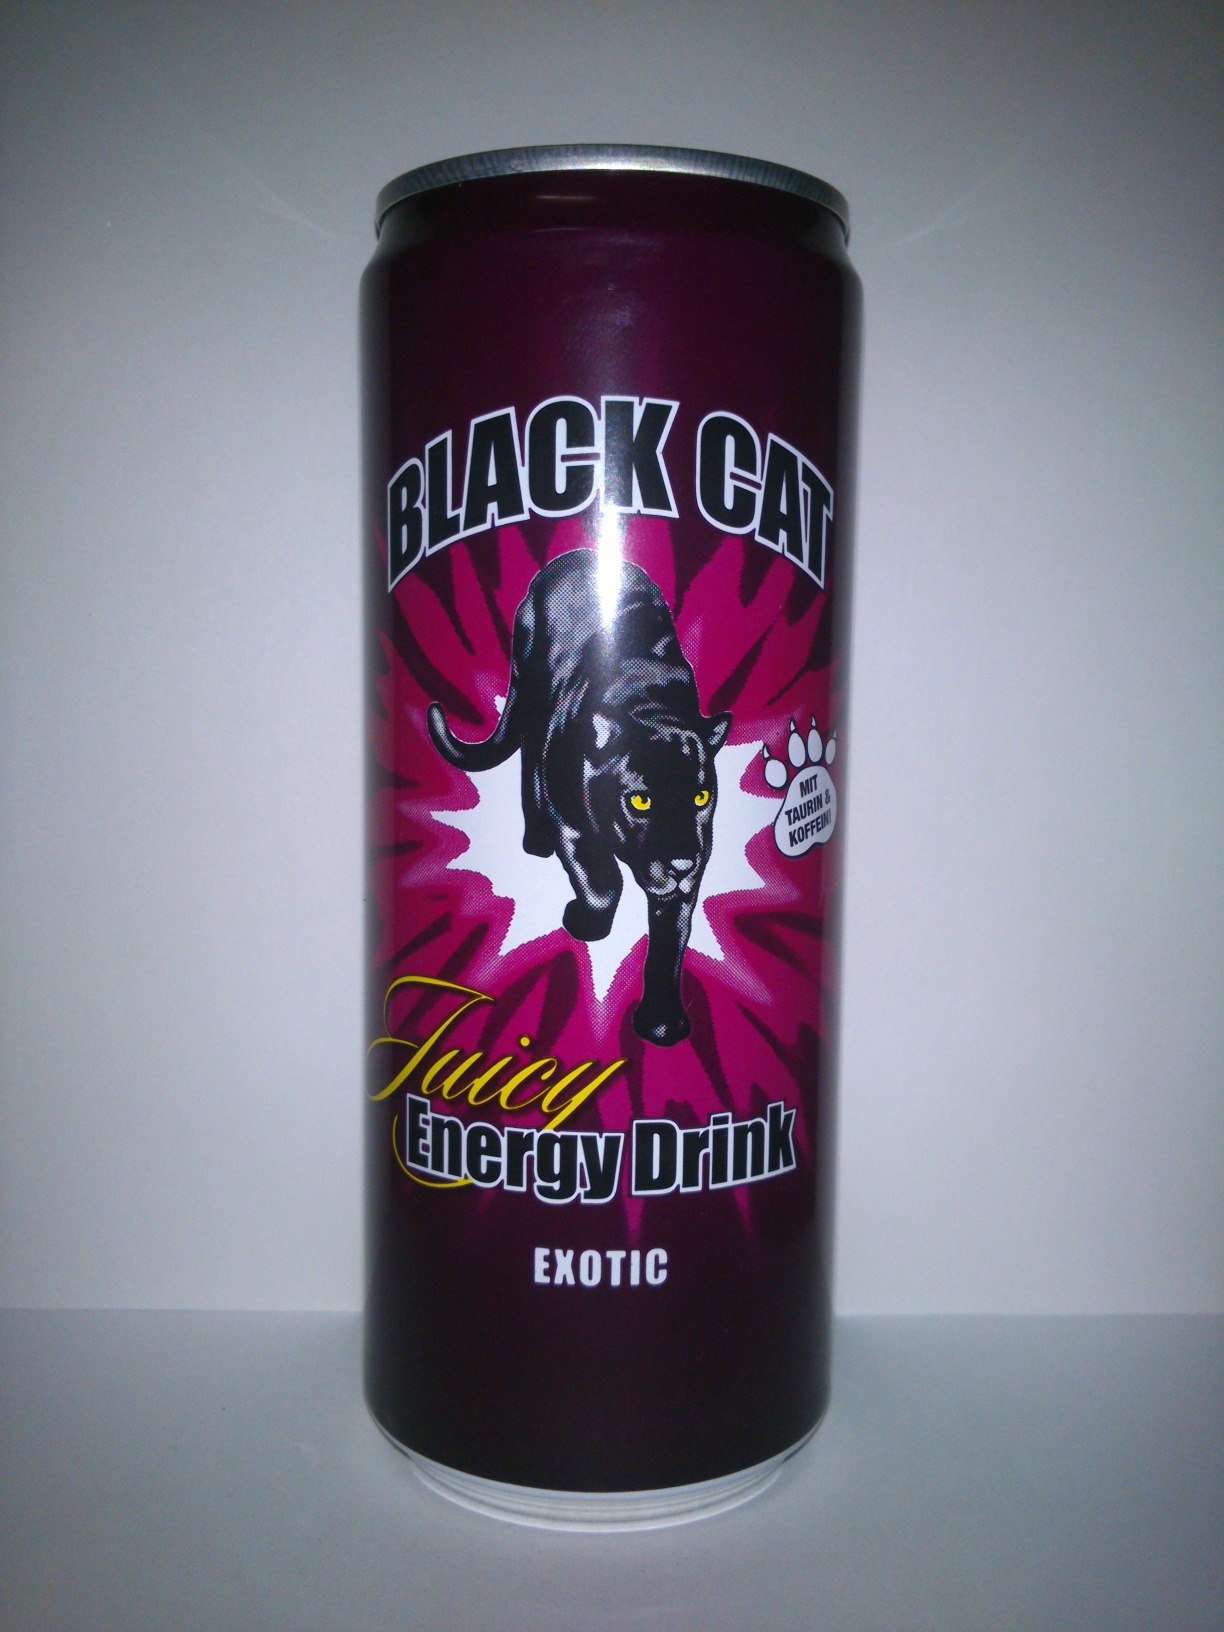 BLACK CAT
MIT
TAURIN &
KOFFEIN!
Juicy
Energy Drink
EXOTIC